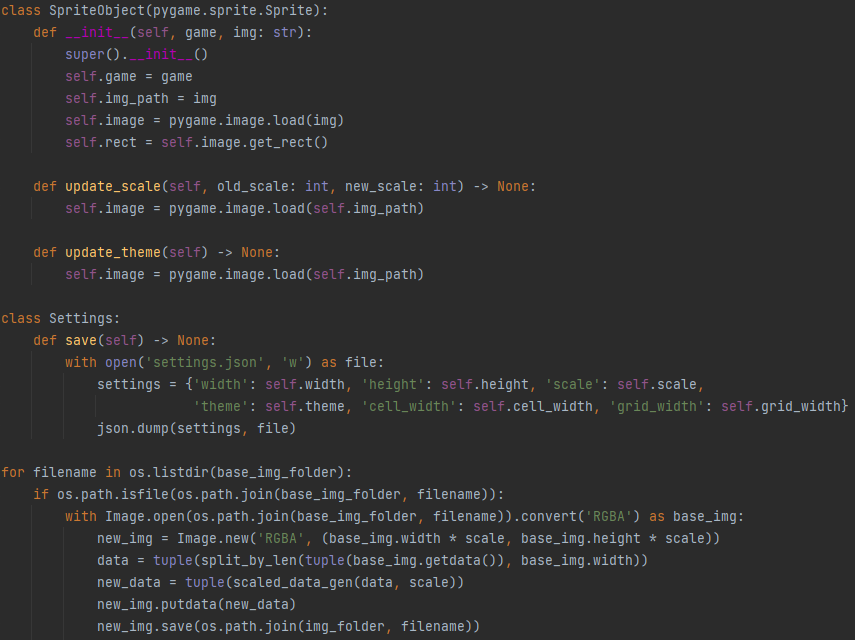 class SpriteObject(pygame.sprite.Sprite):
    def __init__(self, game, img: str):
        super().__init__()
        self.game = game
        self.img_path = img
        self.image = pygame.image.load(img)
        self.rect = self.image.get_rect()

    def update_scale(self, old_scale: int, new_scale: int) -> None:
        self.image = pygame.image.load(self.img_path)

    def update_theme(self) -> None:
        self.image = pygame.image.load(self.img_path)

class Settings:
    def save(self) -> None:
        with open('settings.json', 'w') as file:
            settings = {'width': self.width, 'height': self.height, 'scale': self.scale,
                        'theme': self.theme, 'cell_width': self.cell_width, 'grid_width': self.grid_width}
            json.dump(settings, file)

for filename in os.listdir(base_img_folder):
    if os.path.isfile(os.path.join(base_img_folder, filename)):
        with Image.open(os.path.join(base_img_folder, filename)).convert('RGBA') as base_img:
            new_img = Image.new('RGBA', (base_img.width * scale, base_img.height * scale))
            data = tuple(split_by_len(tuple(base_img.getdata()), base_img.width))
            new_data = tuple(scaled_data_gen(data, scale))
            new_img.putdata(new_data)
            new_img.save(os.path.join(img_folder, filename))